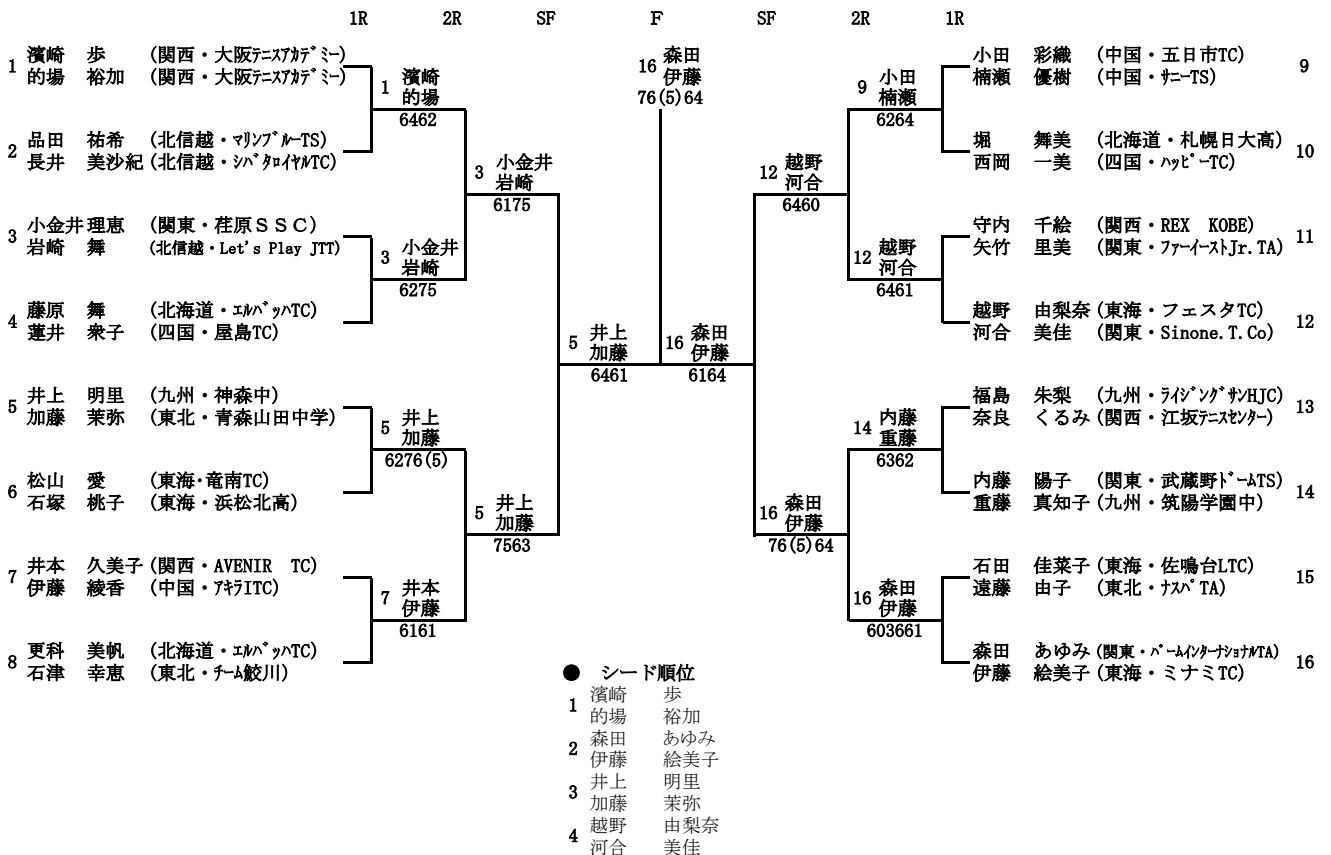 1R 2R SF F SF 2R 1R
1 濱崎 歩 (関西・大阪テニスアカデミー)
的場 裕加 (関西・大阪テニスアカデミー)
2 品田 祐希 (北信越・マリンブルーTS)
長井 美沙紀 (北信越・シバタロイヤルTC)
3 小金井 理恵 (関東・荏原SSC)
岩崎 舞 (北信越・Let's Play JTT)
4 藤原 舞 (北海道・エルバッハTC)
蓮井 衆子 (四国・屋島TC)
5 井上 明里 (九州・神森中)
加藤 茉弥 (東北・青森山田中学)
6 松山 愛 (東海・竜南TC)
石塚 桃子 (東海・浜松北高)
7 井本 久美子 (関西・AVENIR TC)
伊藤 綾香 (中国・アキラITC)
8 更科 美帆 (北海道・エルバッハTC)
石津 幸恵 (東北・チーム鮫川)
1 濱崎
的場
6462
3 小金井
岩崎
6275
5 井上
加藤
6276(5)
7 井本
伊藤
6161
3 小金井
岩崎
6175
5 井上
加藤
7563
5 井上
加藤
6461
16 森田
伊藤
76(5)64
16 森田
伊藤
6164
12 越野
河合
6460
16 森田
伊藤
76(5)64
9 小田
楠瀬
6264
12 越野
河合
6461
14 内藤
重藤
6362
16 森田
伊藤
603661
小田 彩織 (中国・五日市TC) 9
楠瀬 優樹 (中国・サニーTS)
堀 舞美 (北海道・札幌日大高) 10
西岡 一美 (四国・ハッピーTC)
守内 千絵 (関西・REX KOBE) 11
矢竹 里美 (関東・ファーイーストJr.TA)
越野 由梨奈 (東海・フェスタTC) 12
河合 美佳 (関東・Sinone.T.Co)
福島 朱梨 (九州・ライジングサンHJC) 13
奈良 くるみ (関西・江坂テニスセンター)
内藤 陽子 (関東・武蔵野ドームTS) 14
重藤 真知子 (九州・筑陽学園中)
石田 佳菜子 (東海・佐鳴台LTC) 15
遠藤 由子 (東北・ナスパTA)
森田 あゆみ (関東・パームインターナショナルTA) 16
伊藤 絵美子 (東海・ミナミTC)
● シード順位
1 濱崎 歩
的場 裕加
2 森田 あゆみ
伊藤 絵美子
3 井上 明里
加藤 茉弥
4 越野 由梨奈
河合 美佳